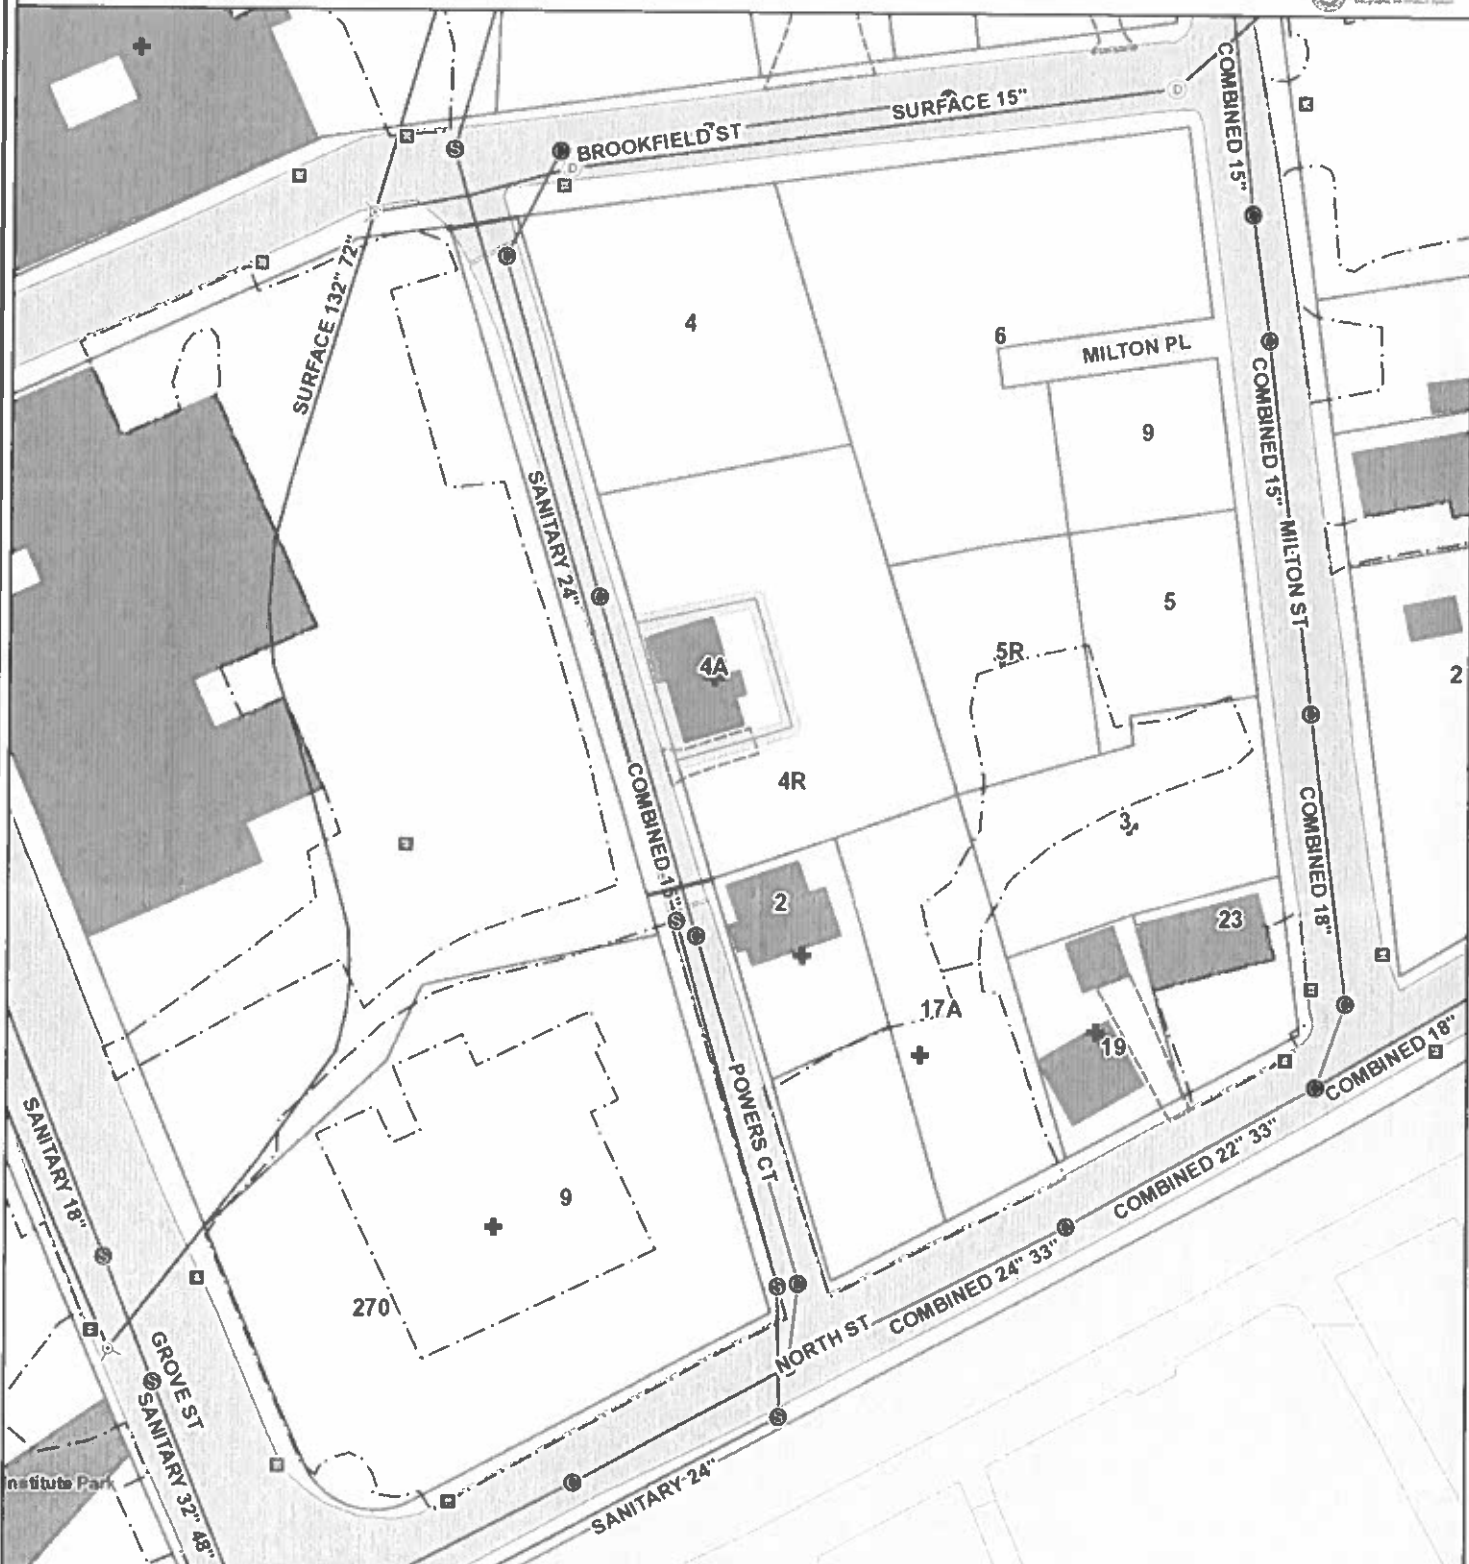 SURFACE 15"
BROOKFIELD ST
COMBINED 15"
SURFACE 132" 72"
4
6
MILTON PL
9
COMBINED 15"
SANITARY 24"
MILTON ST
5
5R
4A
2
4R
COMBINED 15"
3
COMBINED 18"
2
23
17A
19
COMBINED 18"
POWERS CT
SANITARY 18"
9
COMBINED 22" 33"
270
COMBINED 24" 33"
NORTH ST
GROVE ST
SANITARY 32" 48"
nstitute Park
SANITARY 24"
S
D
D
S
S
S
S
S
S